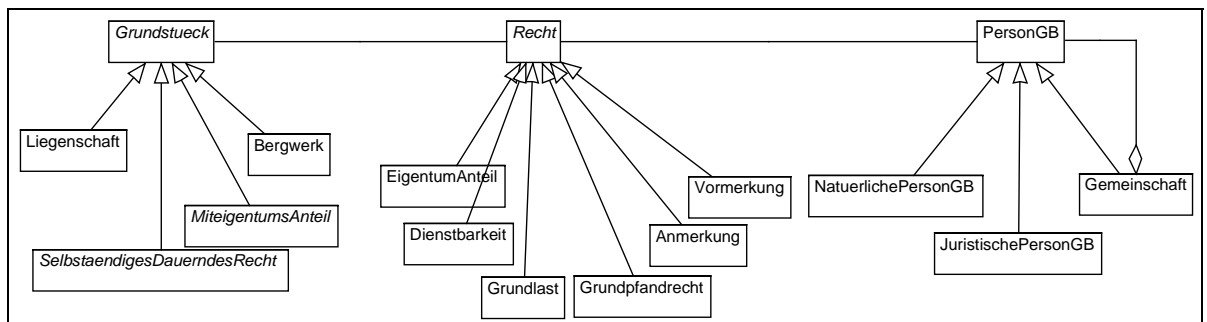 Grundstueck
Recht
PersonGB
Liegenschaft
Bergwerk
MiteigentumsAnteil
SelbstaendigesDauerndesRecht
EigentumAnteil
Dienstbarkeit
Grundlast
Grundpfandrecht
Anmerkung
Vormerkung
NatuerlichePersonGB
JuristischePersonGB
Gemeinschaft